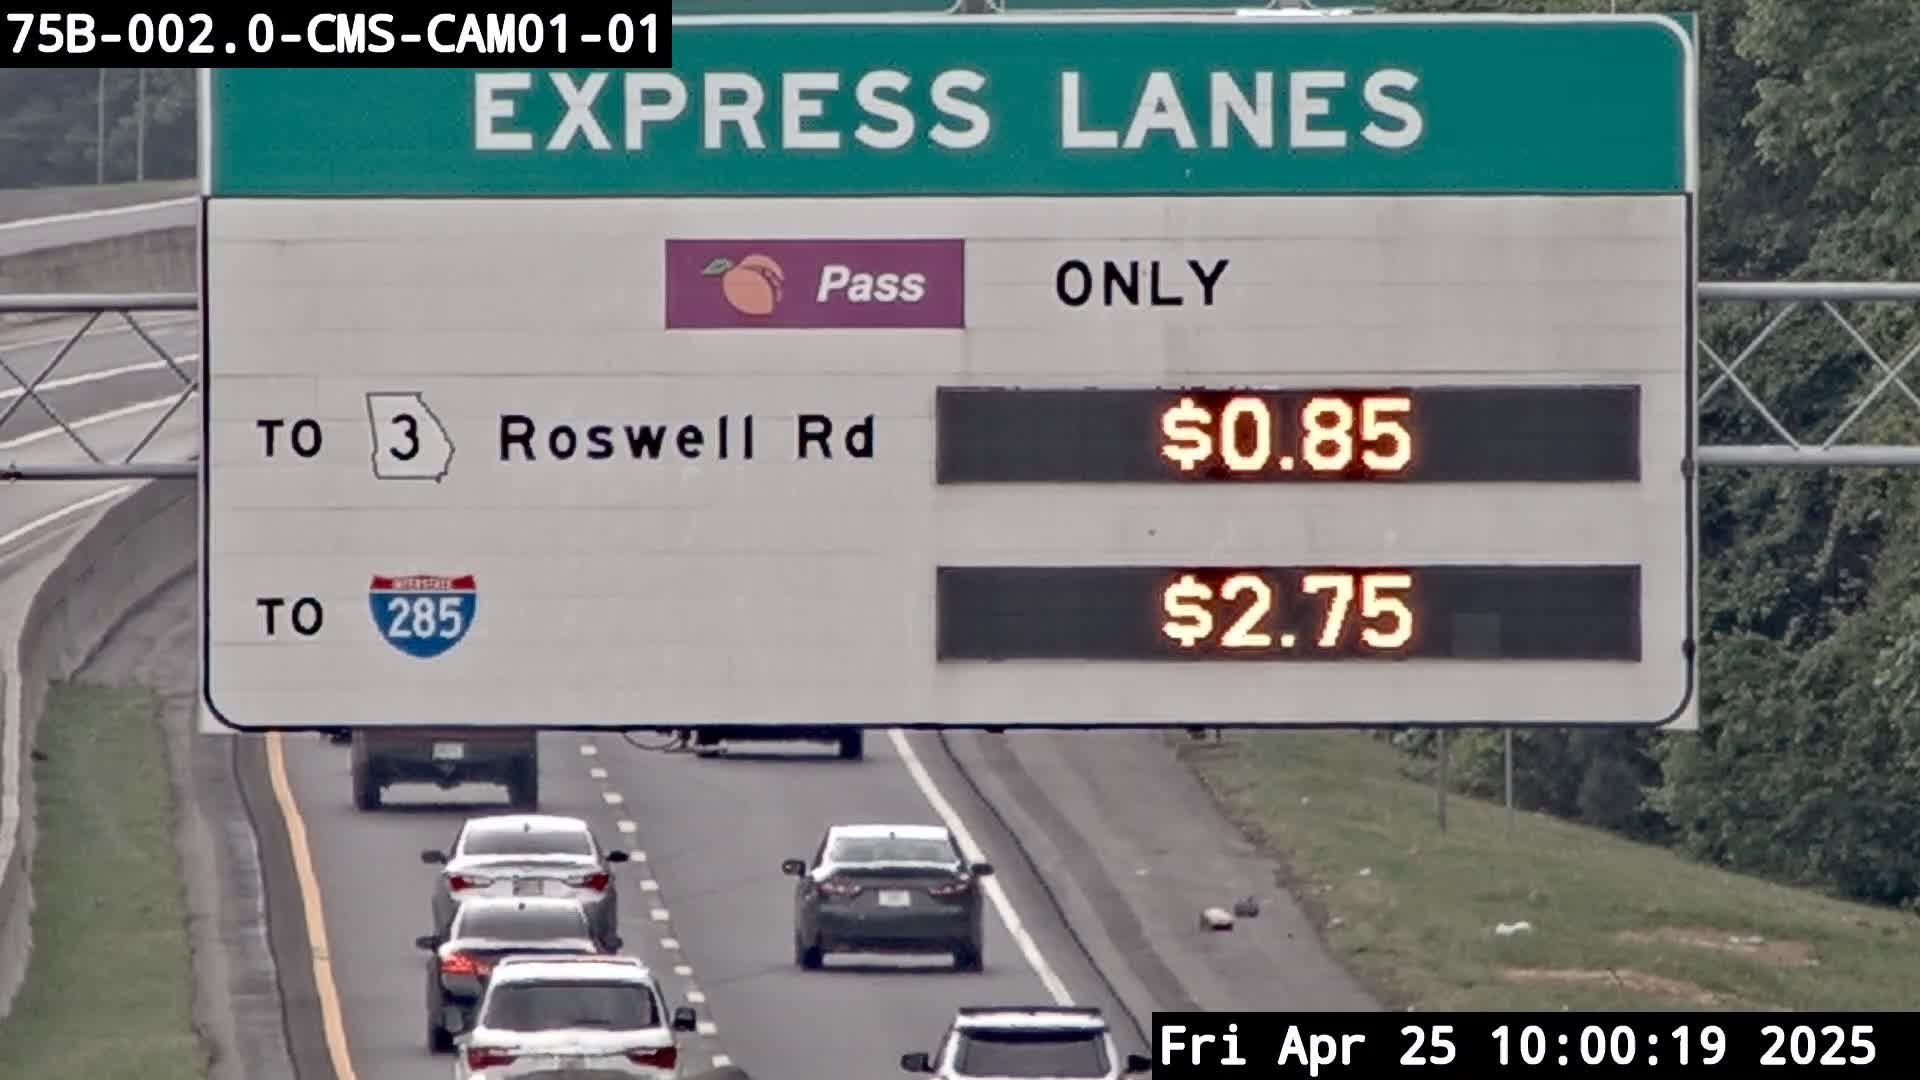 75B-002.0-CMS-CAM01-01
EXPRESS LANES
Pass ONLY
TO 3 Roswell Rd $0.85
INTERSTATE
TO 285 $2.75
Fri Apr 25 10:00:19 2025